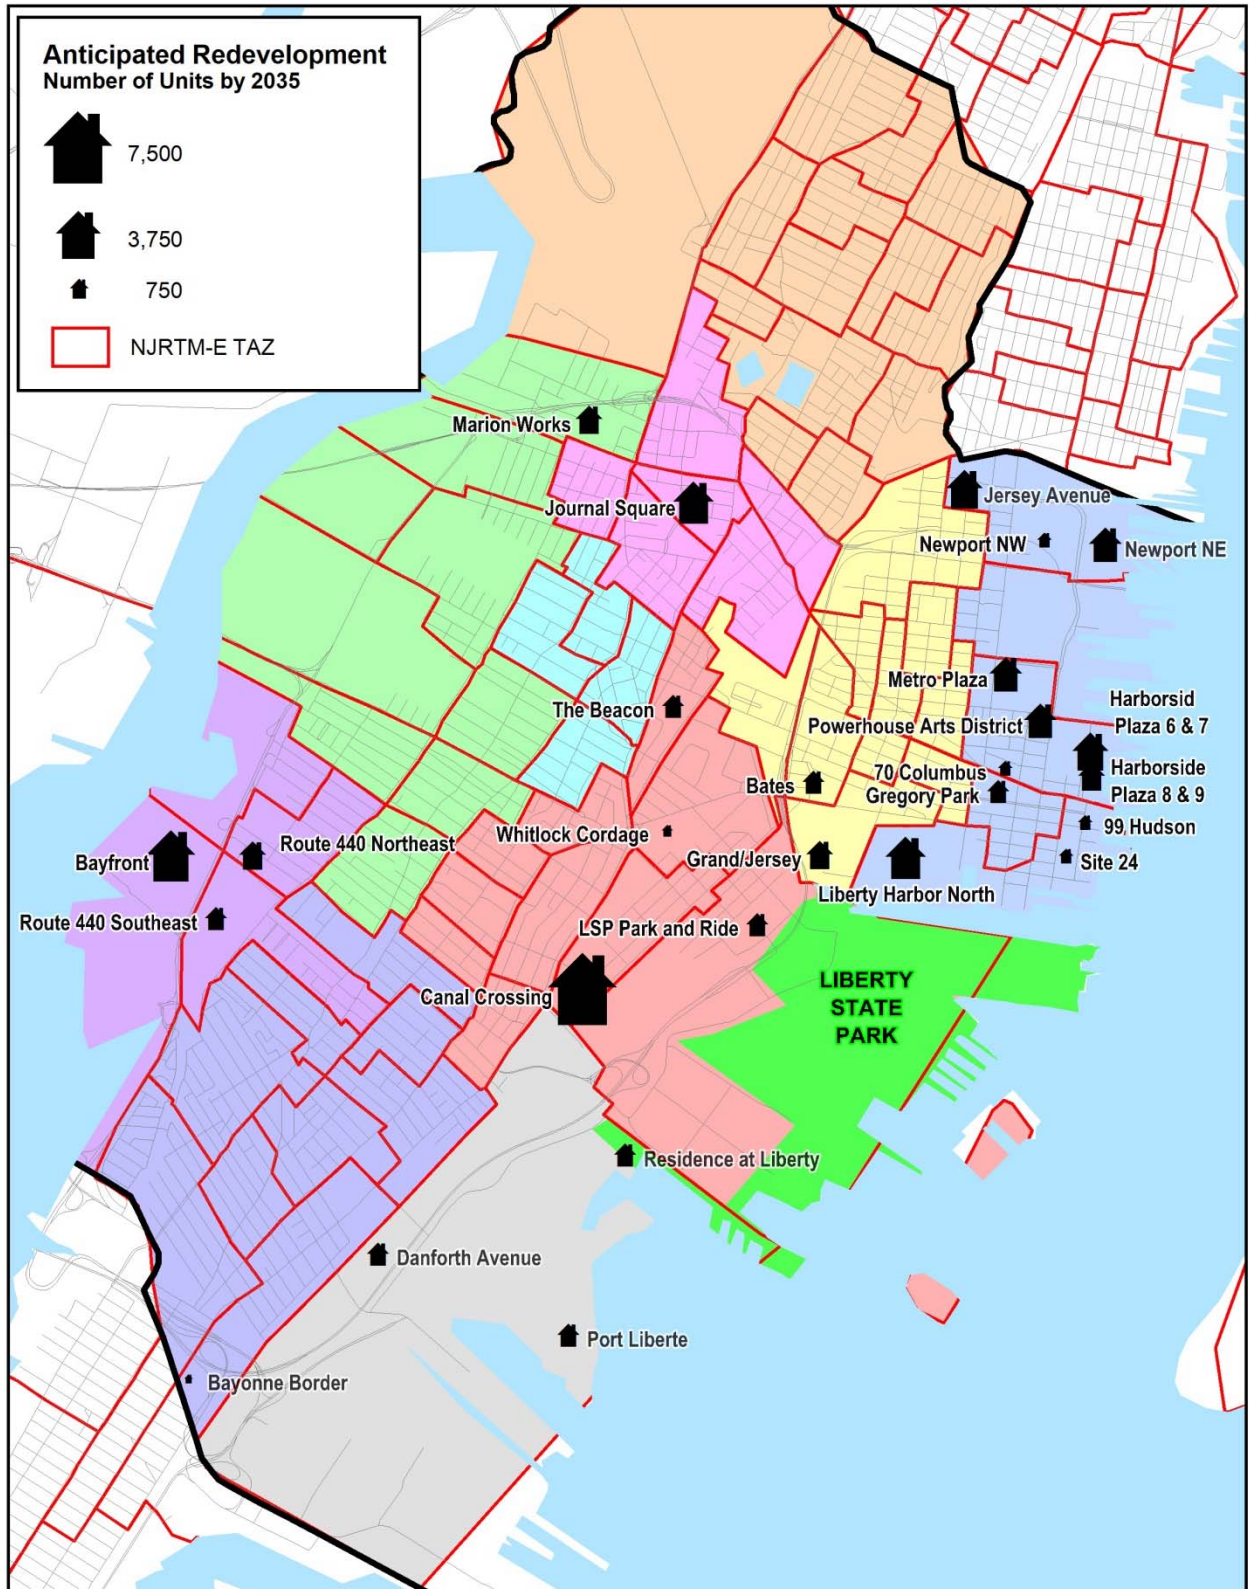 Anticipated Redevelopment
Number of Units by 2035
7,500
3,750
750
NJRTM-E TAZ
Marion Works
Journal Square
Jersey Avenue
Newport NW
Newport NE
Metro Plaza
The Beacon
Harborsid
Plaza 6 & 7
Powerhouse Arts District
Harborside
Plaza 8 & 9
70 Columbus
Bates
Gregory Park
99 Hudson
Whitlock Cordage
Route 440 Northeast
Grand/Jersey
Site 24
Bayfront
Liberty Harbor North
Route 440 Southeast
LSP Park and Ride
LIBERTY
STATE
PARK
Canal Crossing
Residence at Liberty
Danforth Avenue
Port Liberte
Bayonne Border